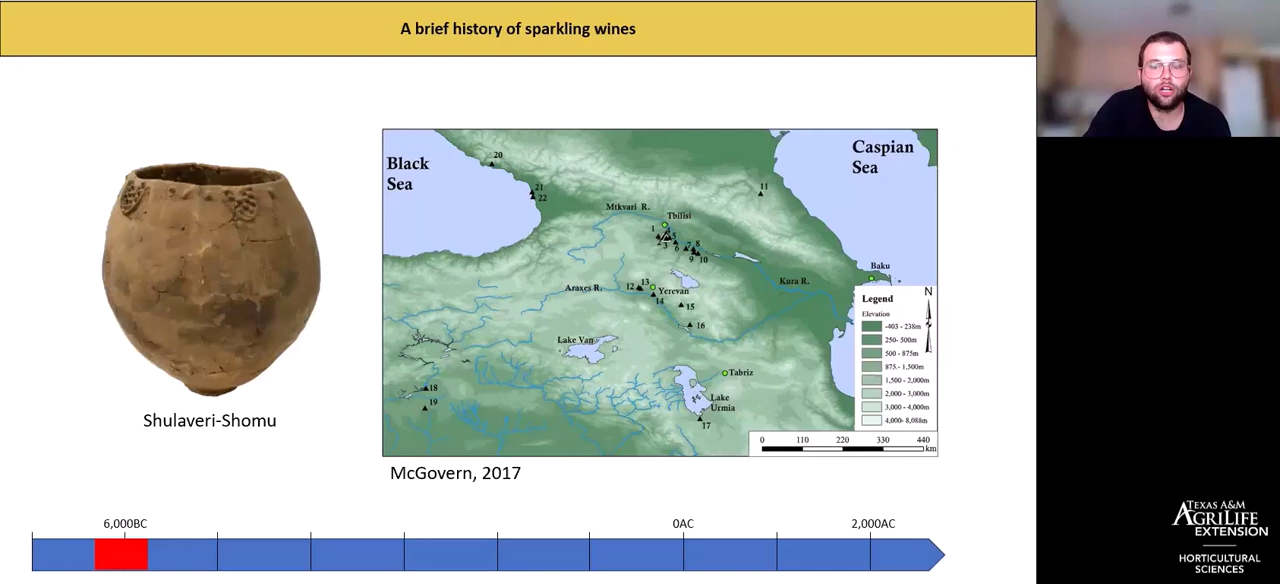 A brief history of sparkling wines
Black
Sea
Caspian
Sea
20
21
22
11
Mtkvari R.
Tbilisi
1
2
3
5
6
7
8
9
10
Baku
Kura R.
Araxes R.
12
13
Yerevan
14
15
16
Lake Van
Tabriz
Lake
Urmia
17
18
19
Legend
N
Elevation
-403 - 238m
250- 500m
500 - 875m
875 - 1,500m
1,500 - 2,000m
2,000 - 3,000m
3,000 - 4,000m
4,000- 8,088m
0 110 220 330 440
km
Shulaveri-Shomu
McGovern, 2017
6,000BC
0AC
2,000AC
TEXAS A&M
AGRILIFE
EXTENSION
HORTICULTURAL
SCIENCES